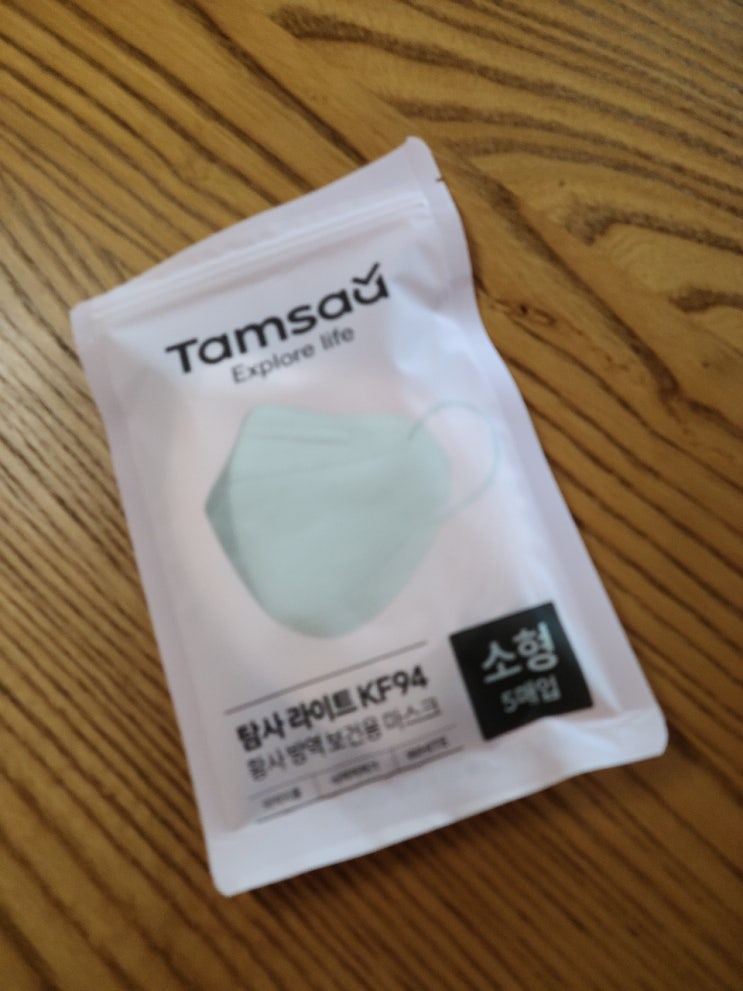 Tamsaa
Explore life
소형
5매입
탐사 라이트 KF94
황사 방역 보건용 마스크